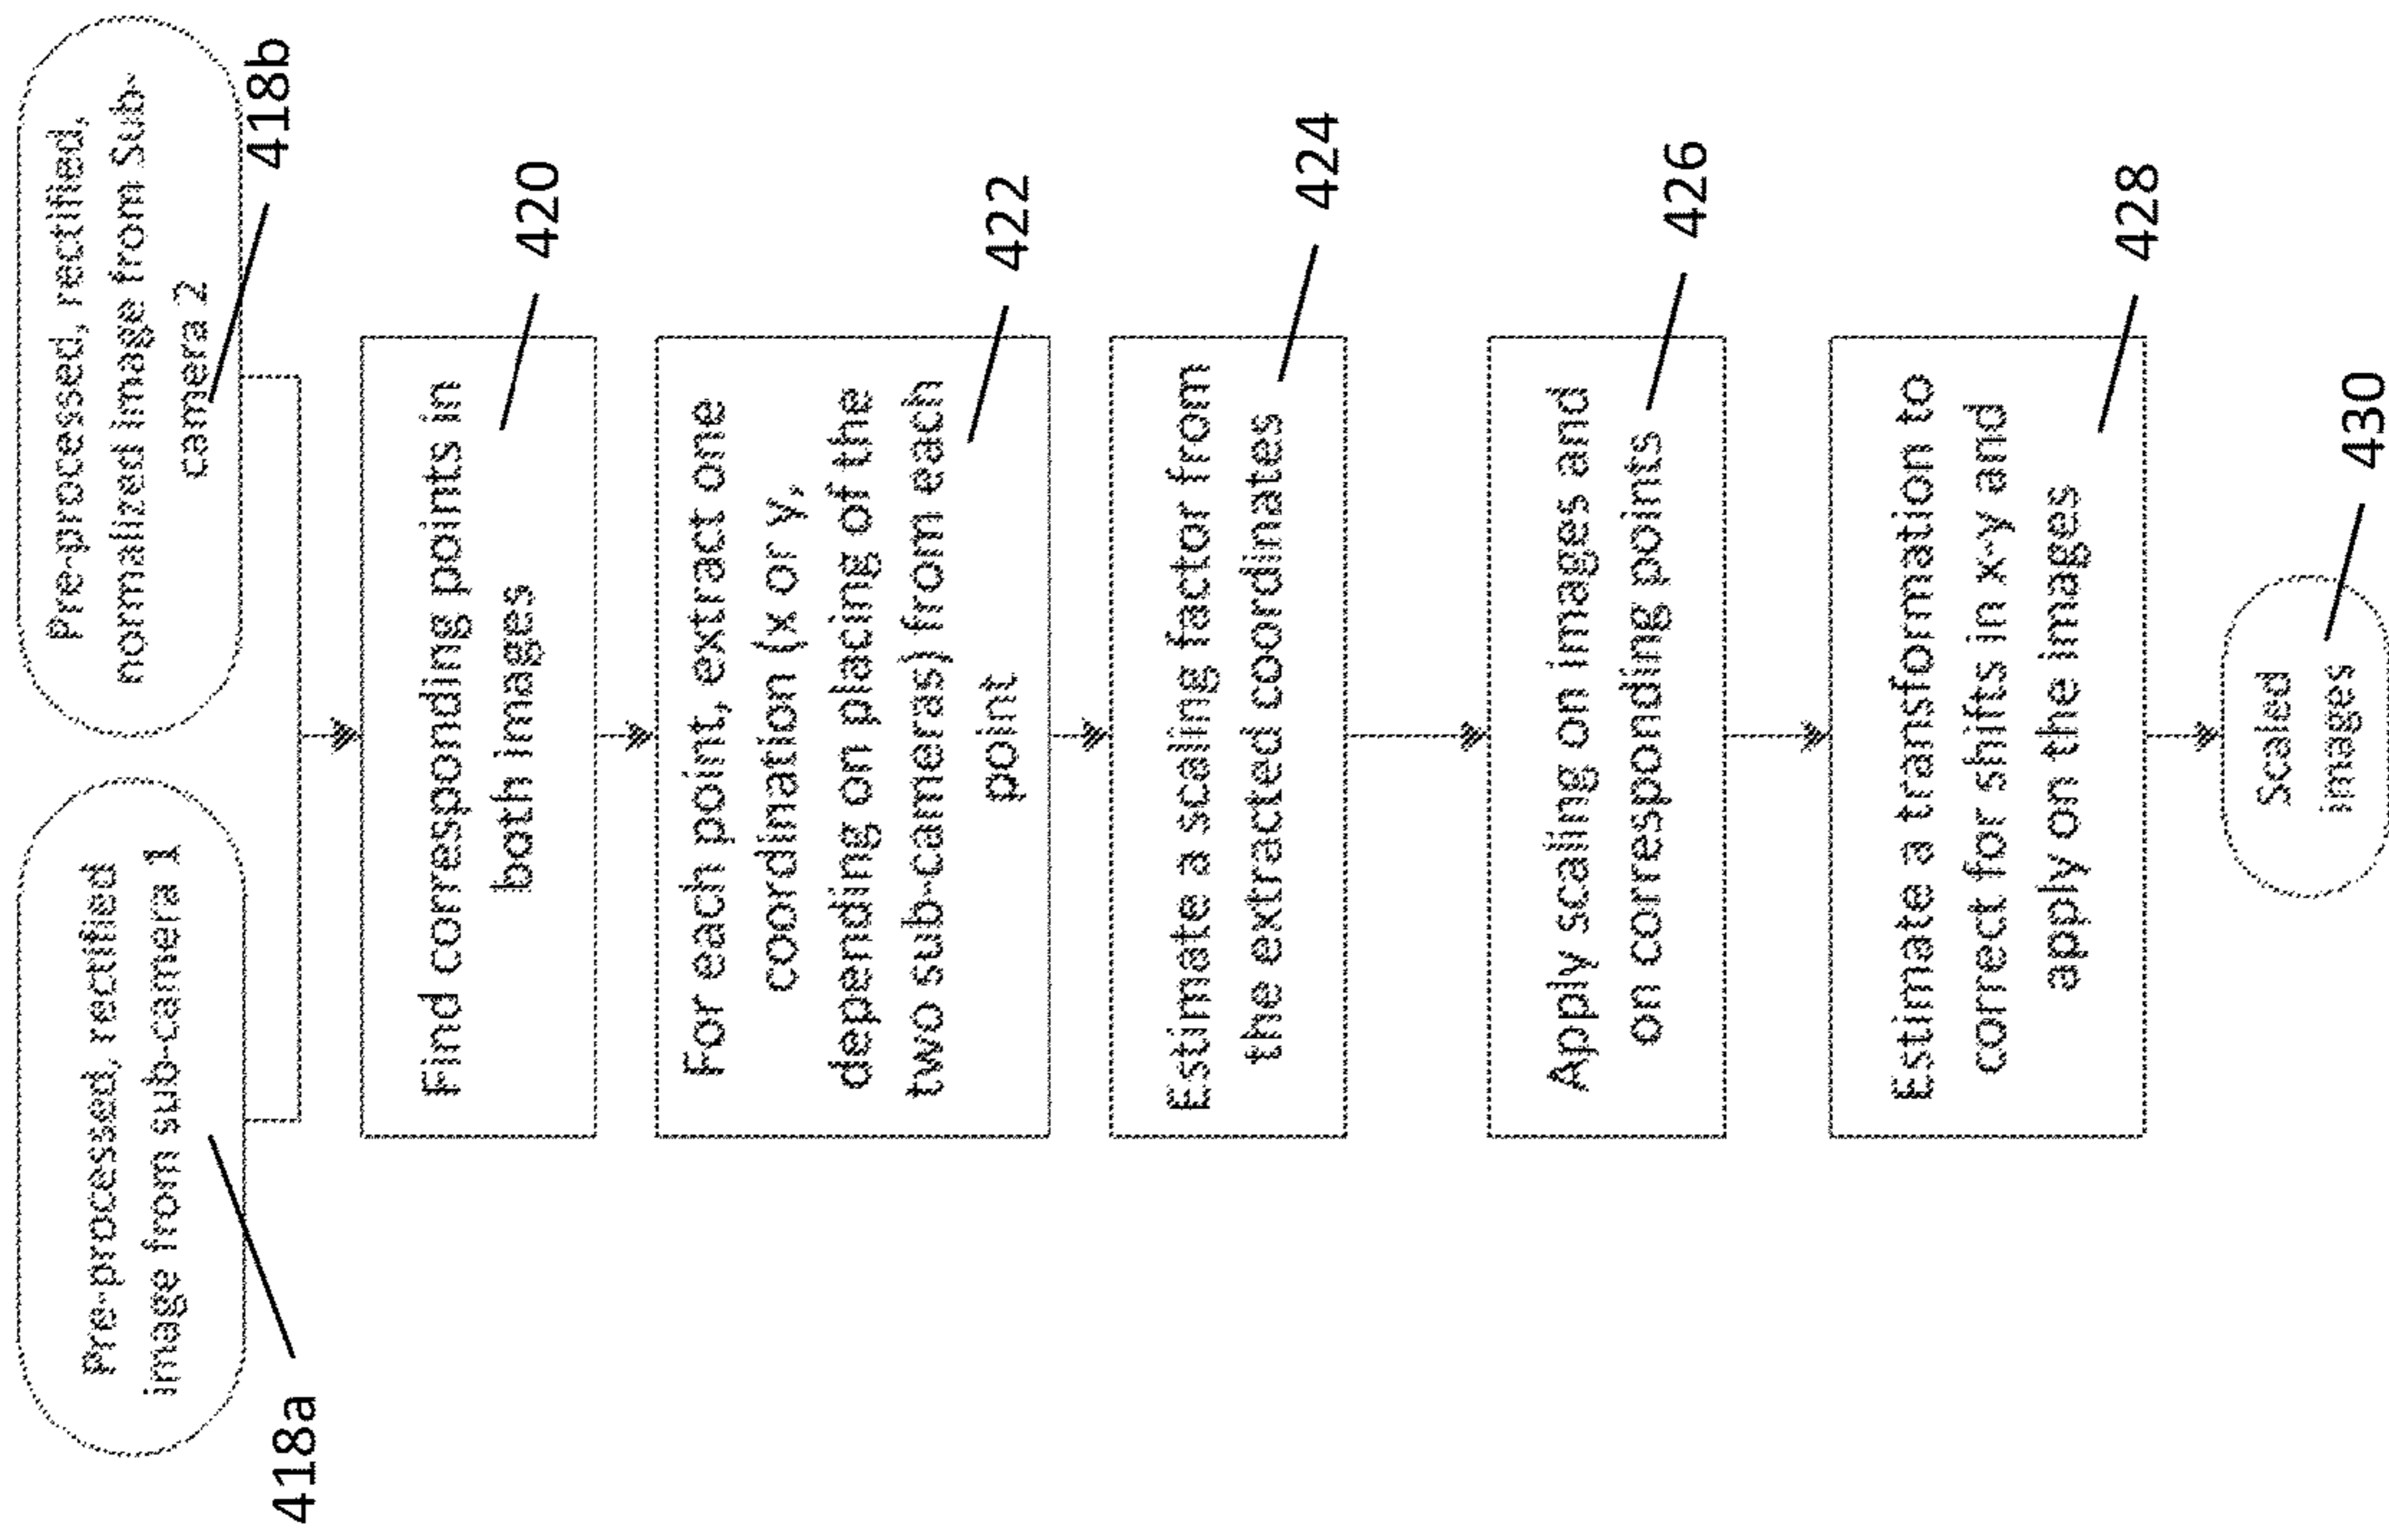 Pre-processed, rectified
image from sub-camera 1
418a
Pre-processed, rectified,
normalized image from Sub-
camera 2
418b
Find corresponding points in
both images
420
For each point, extract one
coordination (x or y,
depending on placing of the
two sub-cameras) from each
point
422
Estimate a scaling factor from
the extracted coordinates
424
Apply scaling on images and
on corresponding points
426
Estimate a transformation to
correct for shifts in x-y and
apply on the images
428
Scaled
images
430